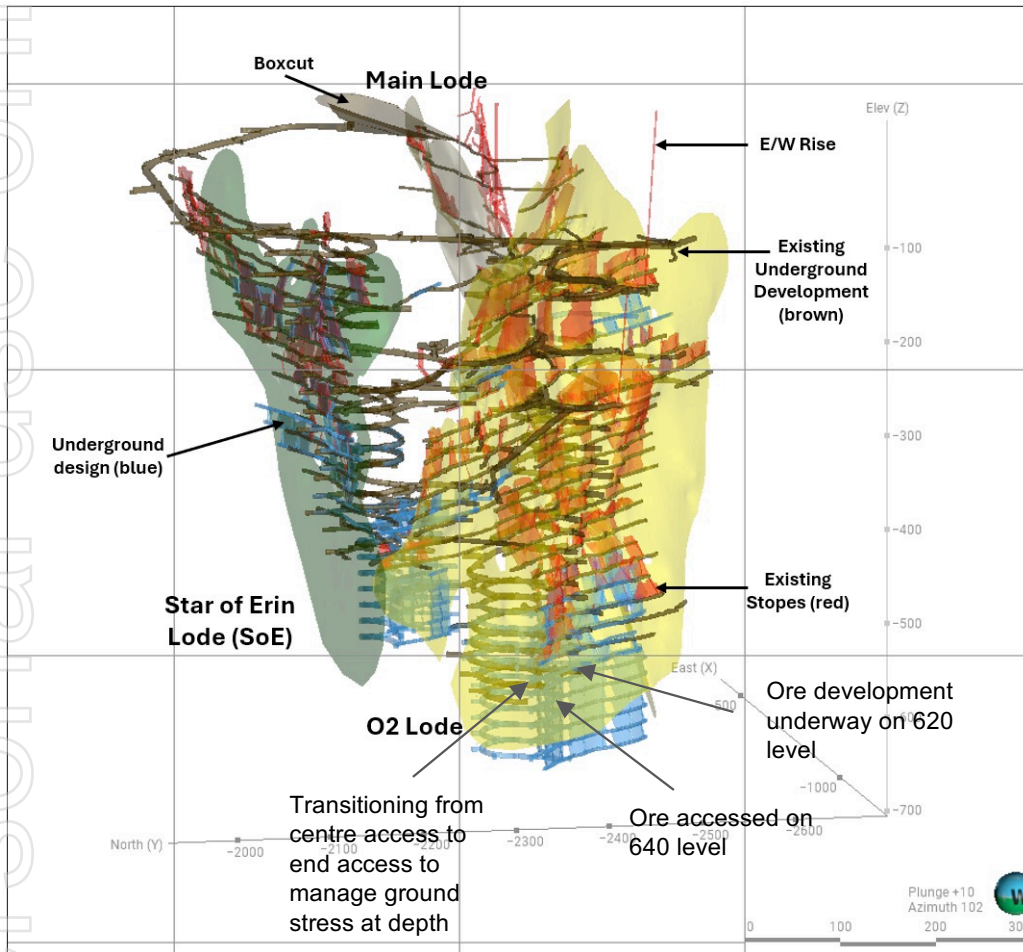 Boxcut
Main Lode
Elev (Z)
E/W Rise
-100
Existing
Underground
Development
(brown)
-200
-300
Underground
design (blue)
-400
Existing
Stopes (red)
-500
Star of Erin
Lode (SoE)
East (X)
500
Ore development
underway on 620
level
O2 Lode
-1000
-700
Transitioning from
centre access to
end access to
manage ground
stress at depth
Ore accessed on
640 level
North (Y)
-2000
-2100
-2200
-2300
-2400
-2500
-2600
Plunge +10
Azimuth 102
0
100
200